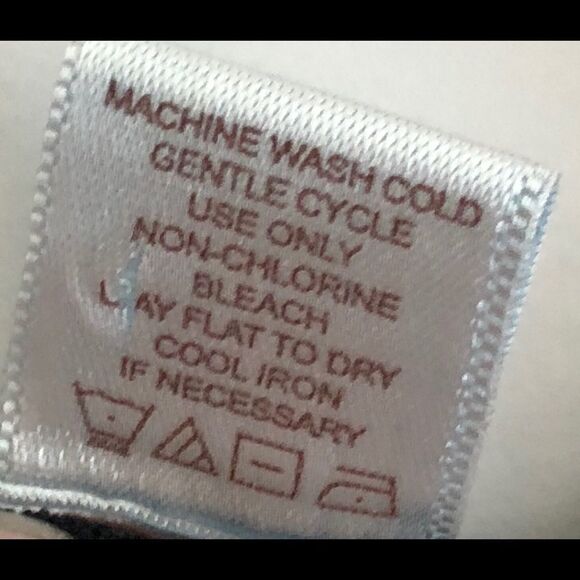 MACHINE WASH COLD
GENTLE CYCLE
USE ONLY
NON-CHLORINE
BLEACH
LAY FLAT TO DRY
COOL IRON
IF NECESSARY